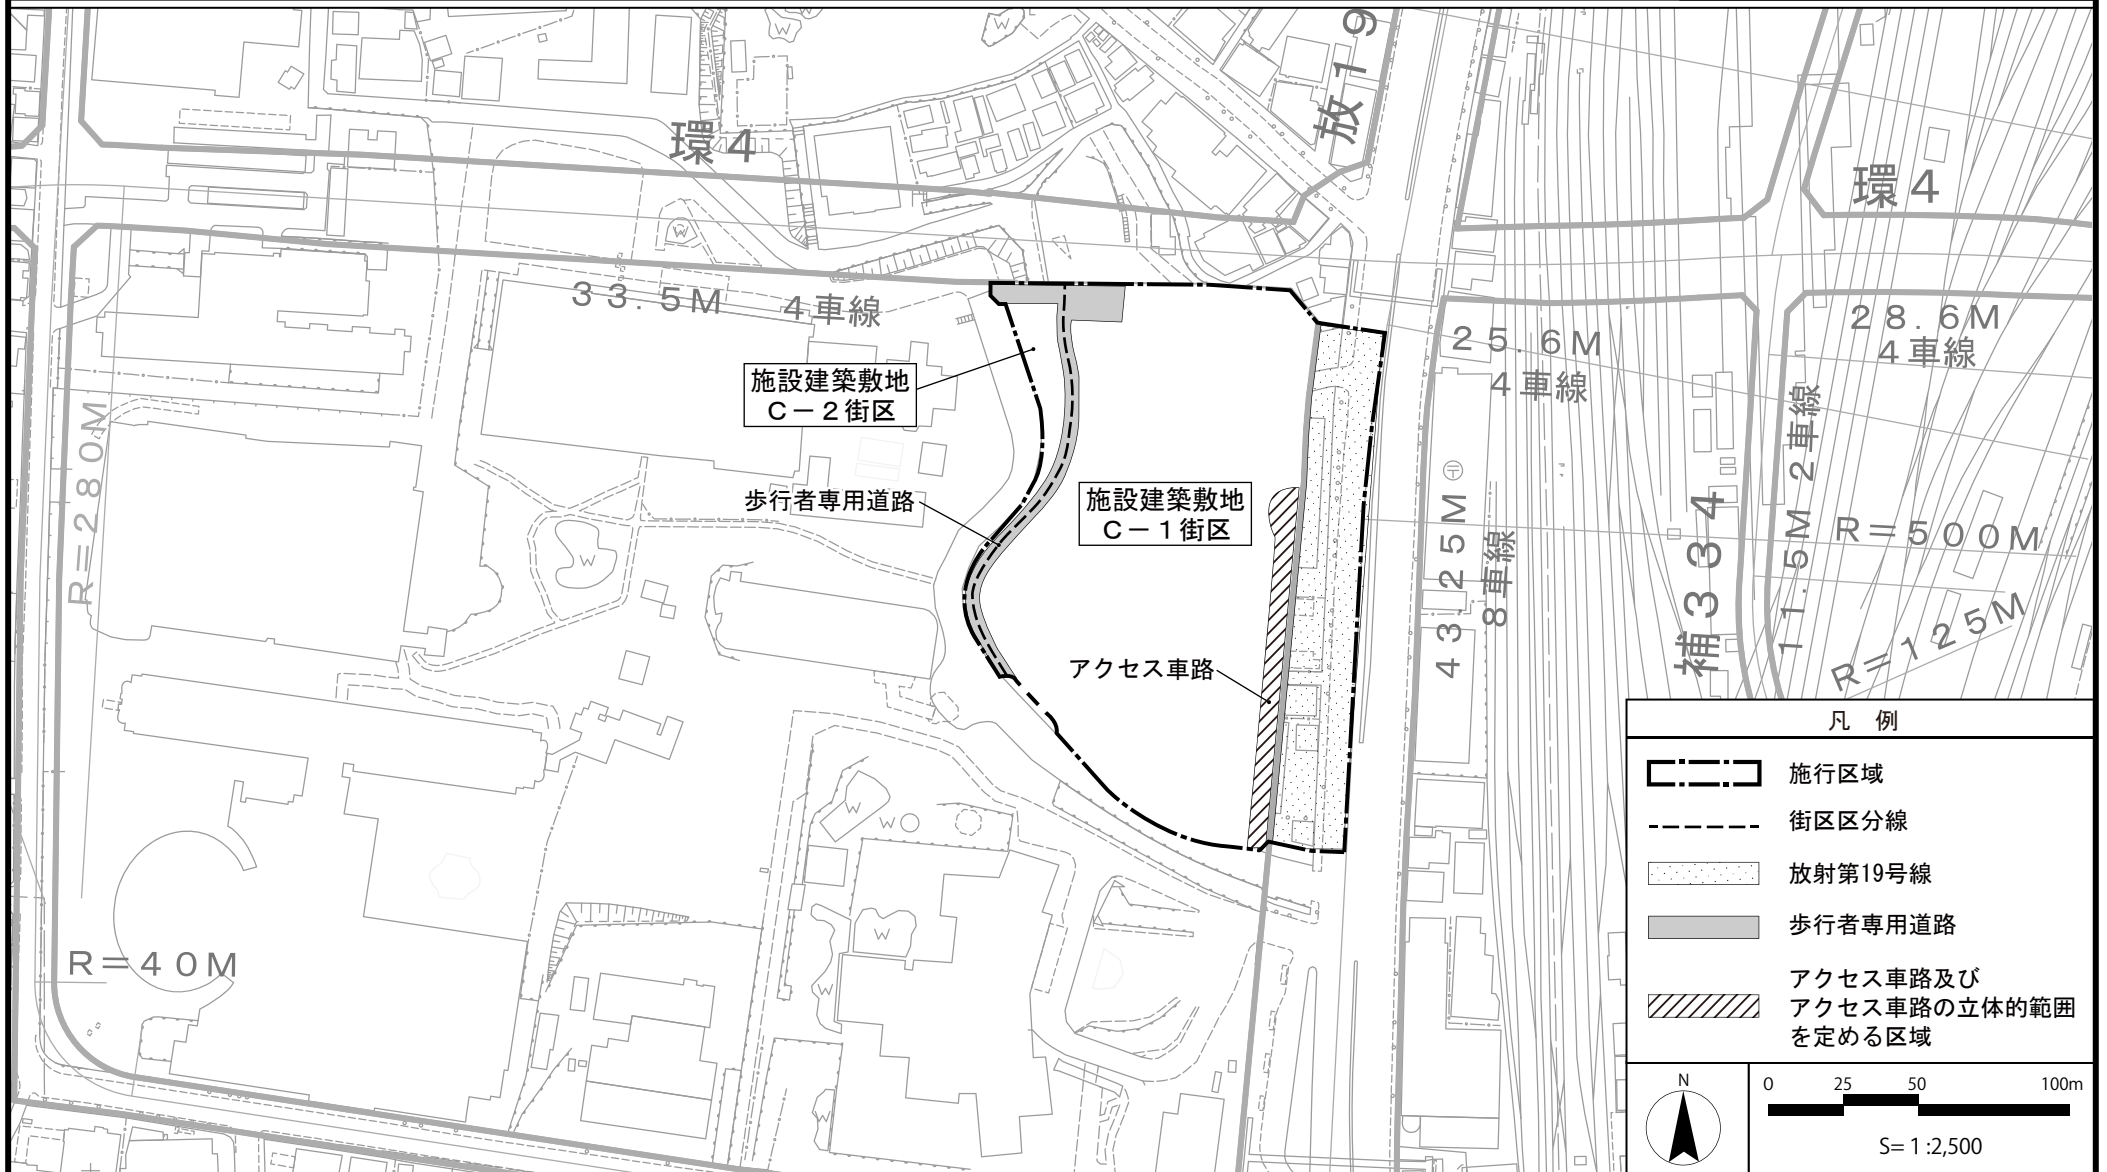 放19
環4
環4
33.5M 4車線
25.6M
4車線
28.6M
4車線
施設建築敷地
C－2街区
歩行者専用道路
施設建築敷地
C－1街区
アクセス車路
R＝280M
43.25M
8車線
補334
11.5M 2車線
R＝500M
R＝125M
R＝40M
W
W
W
W
W
W
W
W
W
凡 例
施行区域
街区区分線
放射第19号線
歩行者専用道路
アクセス車路及び
アクセス車路の立体的範囲
を定める区域
N
0 25 50 100m
S= 1 :2,500